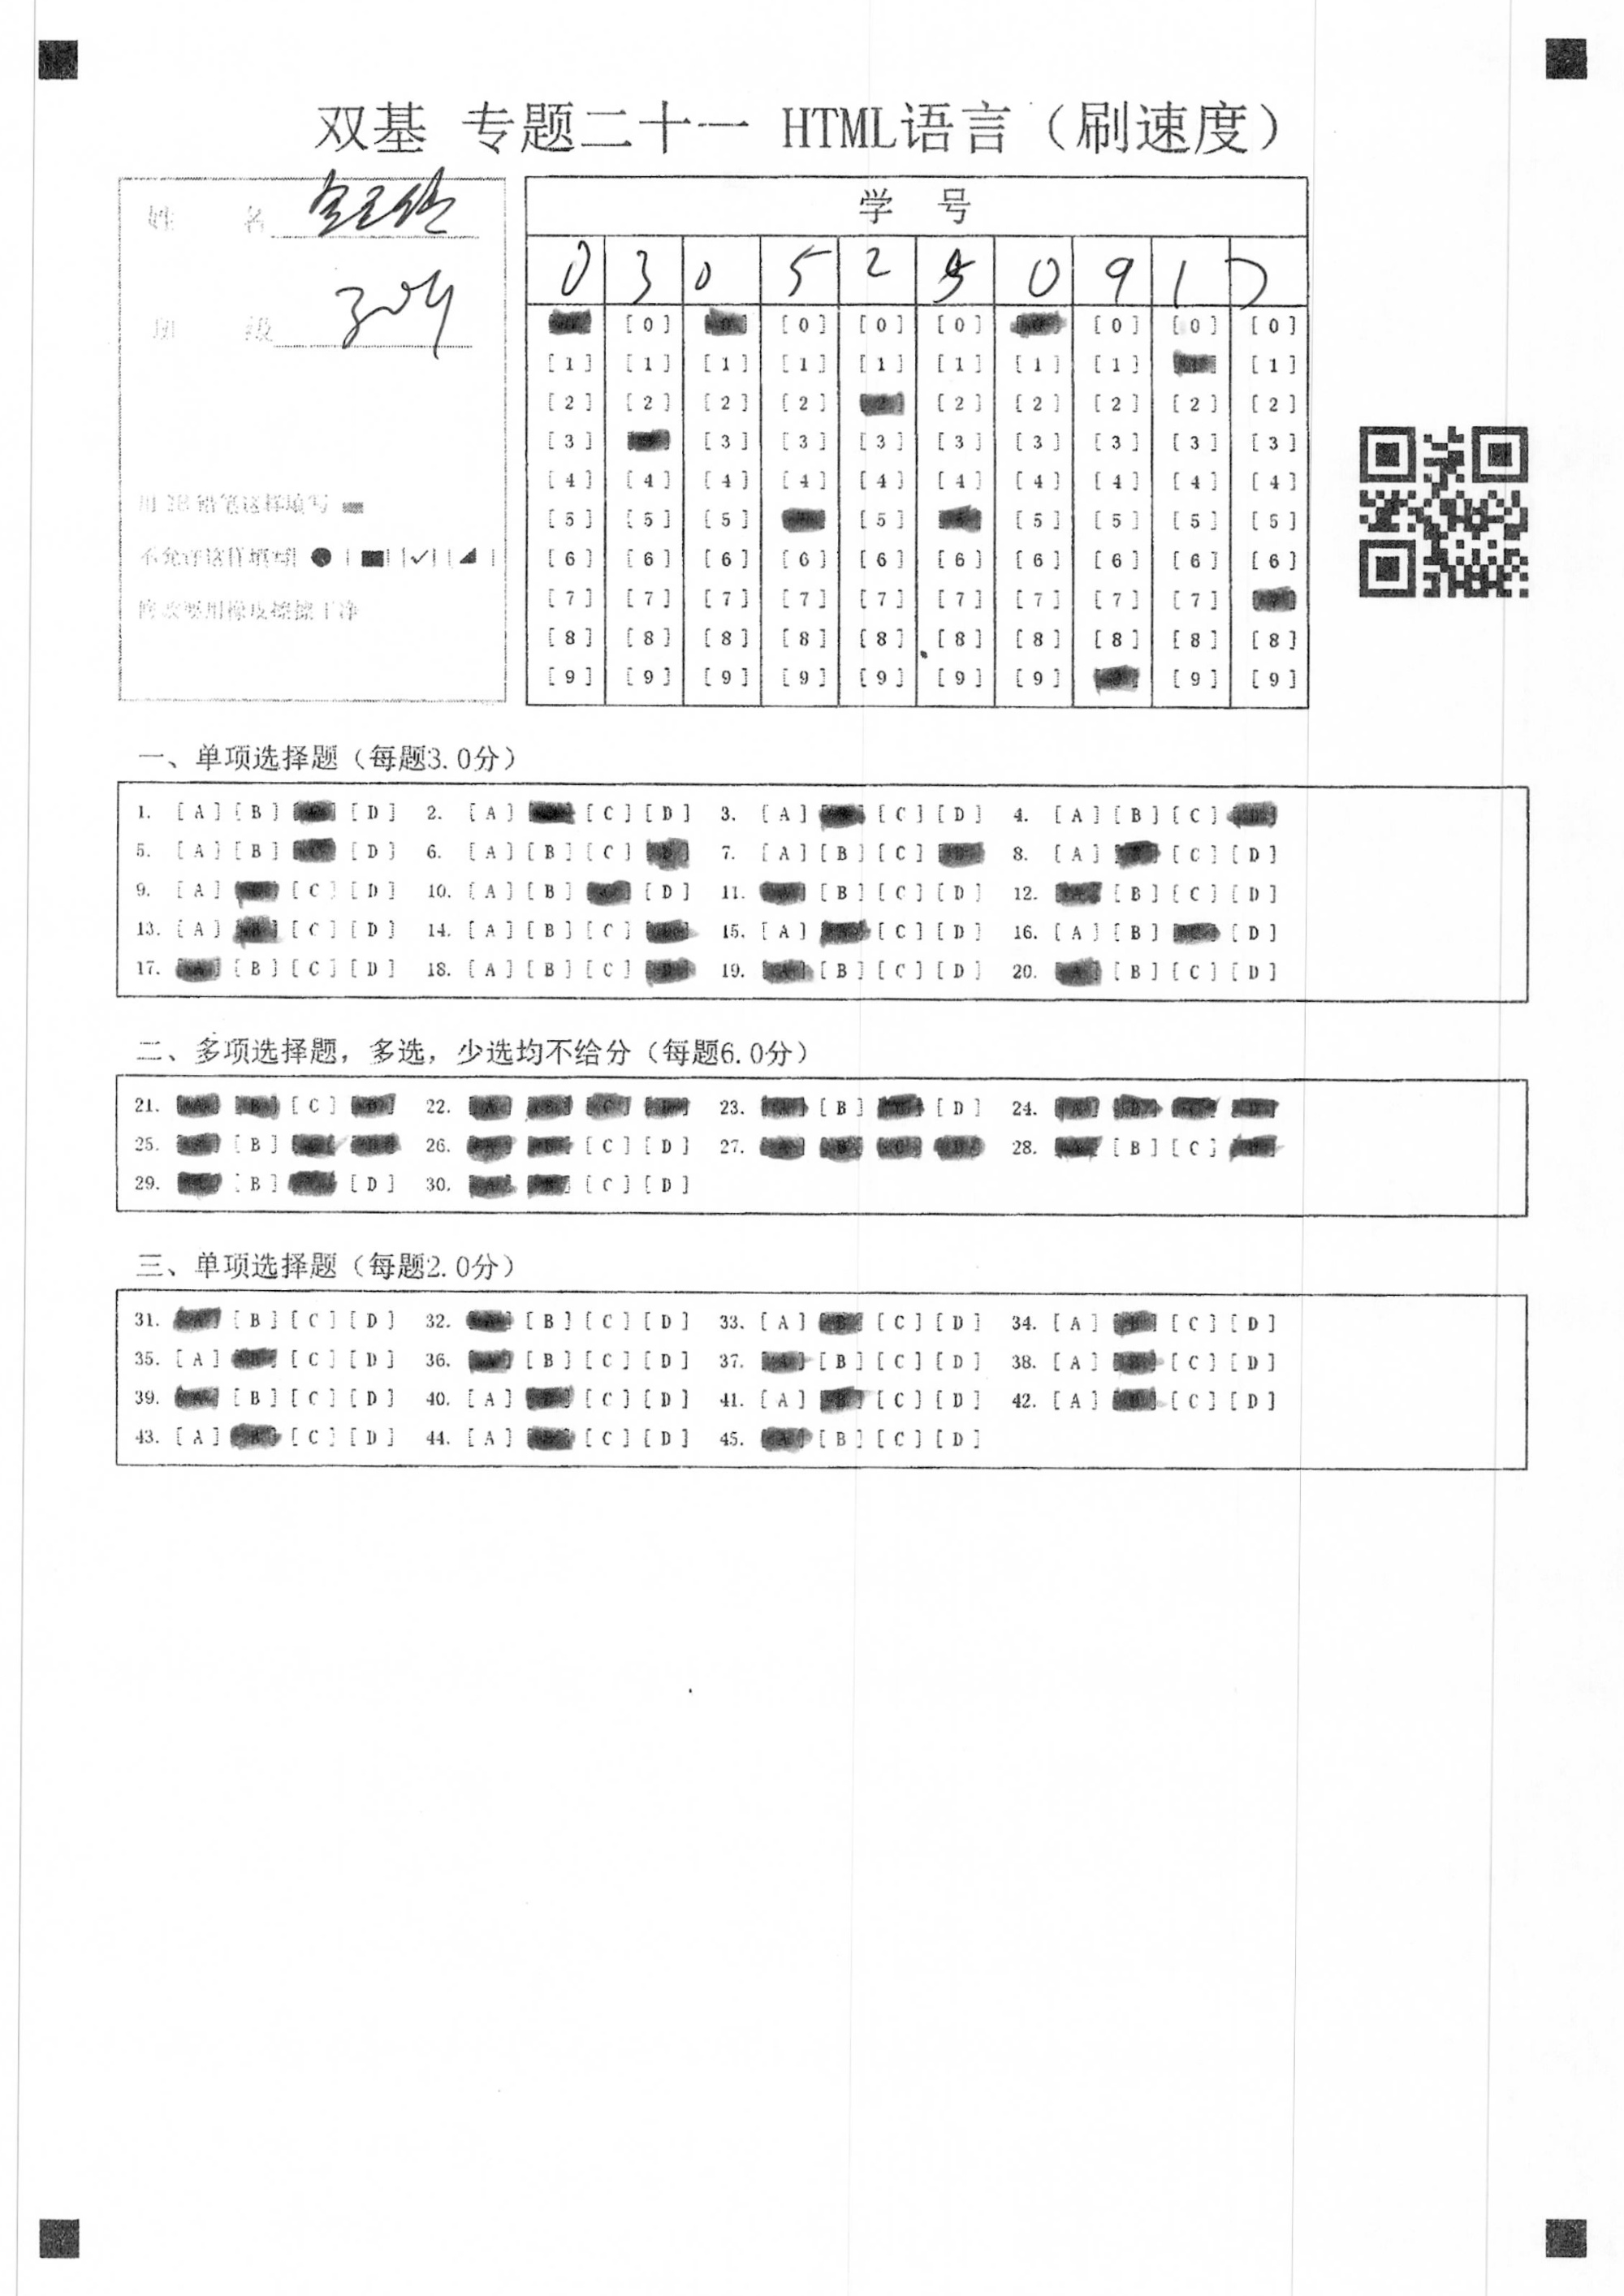 双基 专题二十一 HTML语言（刷速度）
姓 名
班 级
用2B铅笔这样填写
不允许这样填写
修改要用橡皮擦擦干净
学 号
0 3 0 5 2 5 0 9 1 7
[0] [0] [0] [0] [0] [0] [0]
[1] [1] [1] [1] [1] [1] [1] [1] [1]
[2] [2] [2] [2] [2] [2] [2] [2] [2]
[3] [3] [3] [3] [3] [3] [3] [3] [3]
[4] [4] [4] [4] [4] [4] [4] [4] [4] [4]
[5] [5] [5] [5] [5] [5] [5] [5]
[6] [6] [6] [6] [6] [6] [6] [6] [6] [6]
[7] [7] [7] [7] [7] [7] [7] [7] [7]
[8] [8] [8] [8] [8] [8] [8] [8] [8] [8]
[9] [9] [9] [9] [9] [9] [9] [9] [9]
一、单项选择题（每题3.0分）
1. [A] [B] [D] 2. [A] [C] [D] 3. [A] [C] [D] 4. [A] [B] [C]
5. [A] [B] [D] 6. [A] [B] [C] 7. [A] [B] [C] 8. [A] [C] [D]
9. [A] [C] [D] 10. [A] [B] [D] 11. [B] [C] [D] 12. [B] [C] [D]
13. [A] [C] [D] 14. [A] [B] [C] 15. [A] [C] [D] 16. [A] [B] [D]
17. [B] [C] [D] 18. [A] [B] [C] 19. [B] [C] [D] 20. [B] [C] [D]
二、多项选择题，多选，少选均不给分（每题6.0分）
21. [C] 22. 23. [B] [D] 24.
25. [B] 26. [C] [D] 27. 28. [B] [C]
29. [B] [D] 30. [C] [D]
三、单项选择题（每题2.0分）
31. [B] [C] [D] 32. [B] [C] [D] 33. [A] [C] [D] 34. [A] [C] [D]
35. [A] [C] [D] 36. [B] [C] [D] 37. [B] [C] [D] 38. [A] [C] [D]
39. [B] [C] [D] 40. [A] [C] [D] 41. [A] [C] [D] 42. [A] [C] [D]
43. [A] [C] [D] 44. [A] [C] [D] 45. [B] [C] [D]